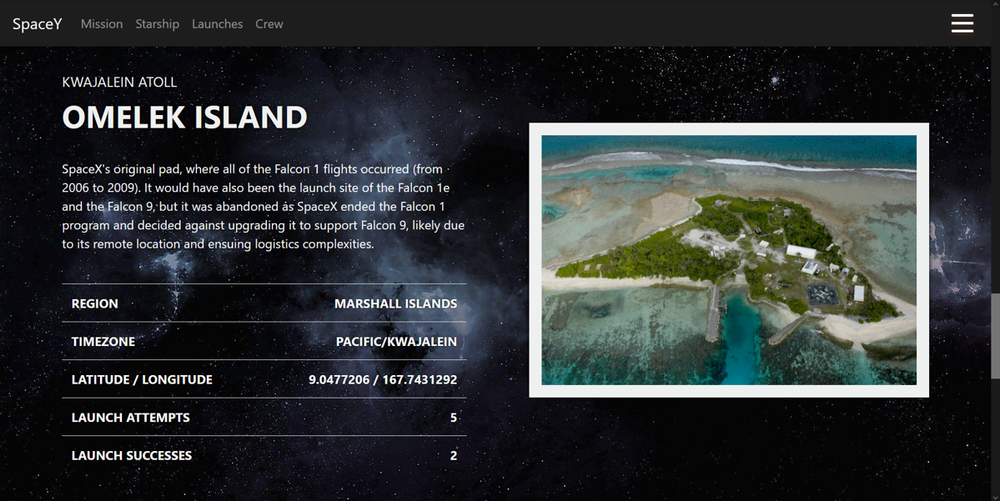 SpaceY Mission Starship Launches Crew
KWAJALEIN ATOLL
OMELEK ISLAND
SpaceX's original pad, where all of the Falcon 1 flights occurred (from
2006 to 2009). It would have also been the launch site of the Falcon 1e
and the Falcon 9, but it was abandoned as SpaceX ended the Falcon 1
program and decided against upgrading it to support Falcon 9, likely due
to its remote location and ensuing logistics complexities.
REGION MARSHALL ISLANDS
TIMEZONE PACIFIC/KWAJALEIN
LATITUDE / LONGITUDE 9.0477206 / 167.7431292
LAUNCH ATTEMPTS 5
LAUNCH SUCCESSES 2